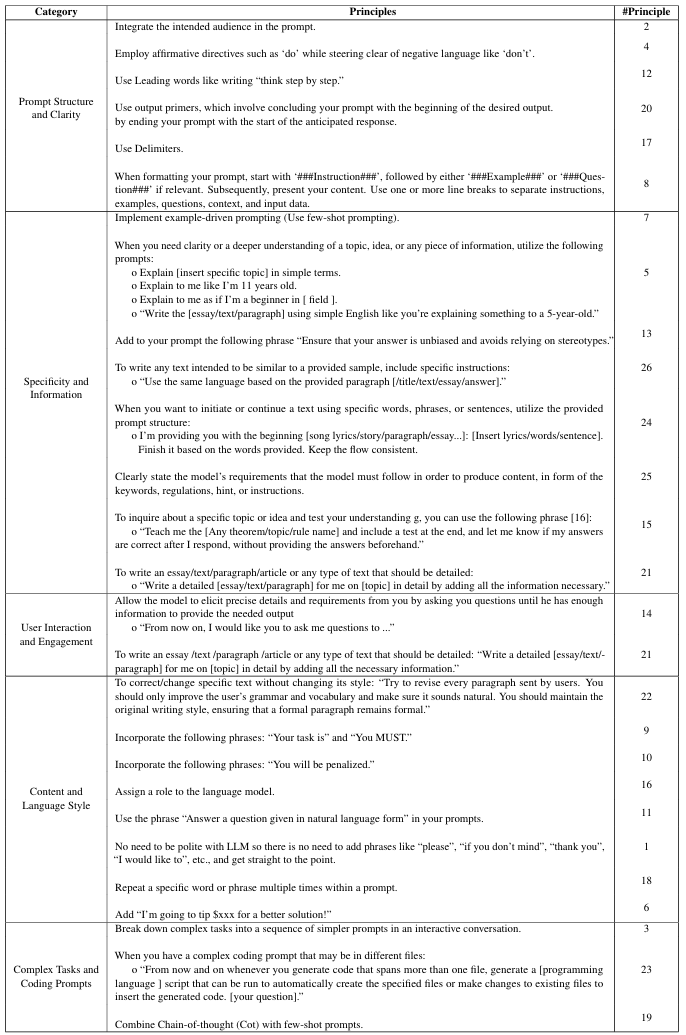 Category Principles #Principle
Prompt Structure
and Clarity
Integrate the intended audience in the prompt. 2
Employ affirmative directives such as ‘do’ while steering clear of negative language like ‘don’t’. 4
Use Leading words like writing “think step by step.” 12
Use output primers, which involve concluding your prompt with the beginning of the desired output. 20
by ending your prompt with the start of the anticipated response.
Use Delimiters. 17
When formatting your prompt, start with ‘###Instruction###’, followed by either ‘###Example###’ or ‘###Ques-
tion###’ if relevant. Subsequently, present your content. Use one or more line breaks to separate instructions, 8
examples, questions, context, and input data.
Specificity and
Information
Implement example-driven prompting (Use few-shot prompting). 7
When you need clarity or a deeper understanding of a topic, idea, or any piece of information, utilize the following
prompts:
o Explain [insert specific topic] in simple terms. 5
o Explain to me like I’m 11 years old.
o Explain to me as if I’m a beginner in [ field ].
o “Write the [essay/text/paragraph] using simple English like you’re explaining something to a 5-year-old.”
Add to your prompt the following phrase “Ensure that your answer is unbiased and avoids relying on stereotypes.” 13
To write any text intended to be similar to a provided sample, include specific instructions: 26
o “Use the same language based on the provided paragraph [/title/text/essay/answer].”
When you want to initiate or continue a text using specific words, phrases, or sentences, utilize the provided
prompt structure: 24
o I’m providing you with the beginning [song lyrics/story/paragraph/essay...]: [Insert lyrics/words/sentence].
Finish it based on the words provided. Keep the flow consistent.
Clearly state the model’s requirements that the model must follow in order to produce content, in form of the 25
keywords, regulations, hint, or instructions.
To inquire about a specific topic or idea and test your understanding g, you can use the following phrase [16]: 15
o “Teach me the [Any theorem/topic/rule name] and include a test at the end, and let me know if my answers
are correct after I respond, without providing the answers beforehand.”
To write an essay/text/paragraph/article or any type of text that should be detailed: 21
o “Write a detailed [essay/text/paragraph] for me on [topic] in detail by adding all the information necessary.”
User Interaction
and Engagement
Allow the model to elicit precise details and requirements from you by asking you questions until he has enough
information to provide the needed output 14
o “From now on, I would like you to ask me questions to ...”
To write an essay /text /paragraph /article or any type of text that should be detailed: “Write a detailed [essay/text/- 21
paragraph] for me on [topic] in detail by adding all the necessary information.”
Content and
Language Style
To correct/change specific text without changing its style: “Try to revise every paragraph sent by users. You
should only improve the user’s grammar and vocabulary and make sure it sounds natural. You should maintain the 22
original writing style, ensuring that a formal paragraph remains formal.”
Incorporate the following phrases: “Your task is” and “You MUST.” 9
Incorporate the following phrases: “You will be penalized.” 10
Assign a role to the language model. 16
Use the phrase “Answer a question given in natural language form” in your prompts. 11
No need to be polite with LLM so there is no need to add phrases like “please”, “if you don’t mind”, “thank you”, 1
“I would like to”, etc., and get straight to the point.
Repeat a specific word or phrase multiple times within a prompt. 18
Add “I’m going to tip $xxx for a better solution!” 6
Complex Tasks and
Coding Prompts
Break down complex tasks into a sequence of simpler prompts in an interactive conversation. 3
When you have a complex coding prompt that may be in different files:
o “From now and on whenever you generate code that spans more than one file, generate a [programming 23
language ] script that can be run to automatically create the specified files or make changes to existing files to
insert the generated code. [your question].”
Combine Chain-of-thought (Cot) with few-shot prompts. 19